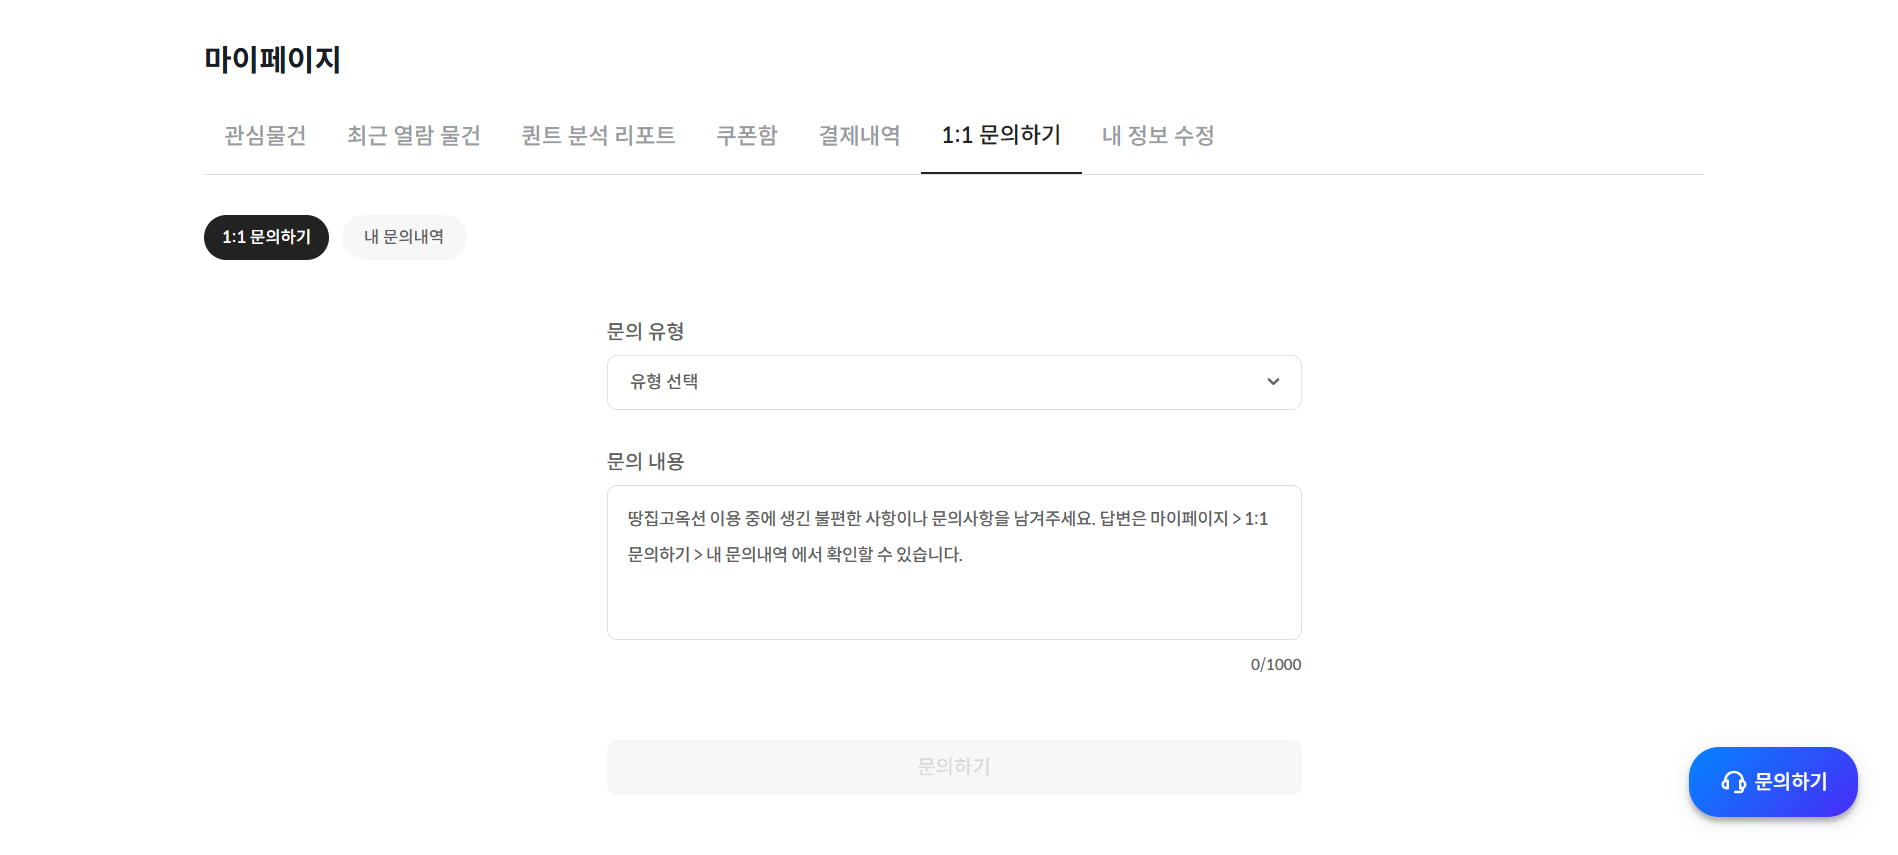 마이페이지
관심물건 최근 열람 물건 퀀트 분석 리포트 쿠폰함 결제내역 1:1 문의하기 내 정보 수정
1:1 문의하기 내 문의내역
문의 유형
유형 선택
문의 내용
땅집고옥션 이용 중에 생긴 불편한 사항이나 문의사항을 남겨주세요. 답변은 마이페이지 > 1:1
문의하기 > 내 문의내역 에서 확인할 수 있습니다.
0/1000
문의하기
문의하기